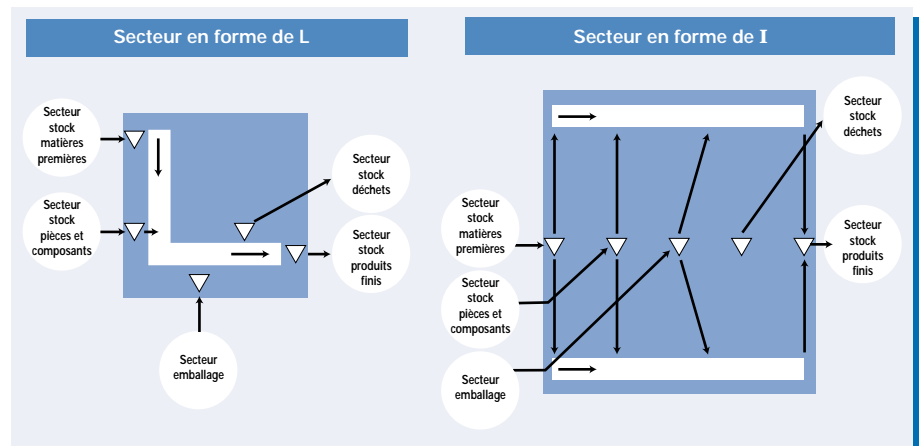 Secteur en forme de L
Secteur
stock
matières
premières
Secteur
stock
pièces et
composants
Secteur
stock
déchets
Secteur
stock
produits
finis
Secteur
emballage
Secteur en forme de I
Secteur
stock
déchets
Secteur
stock
matières
premières
Secteur
stock
produits
finis
Secteur
stock
pièces et
composants
Secteur
emballage